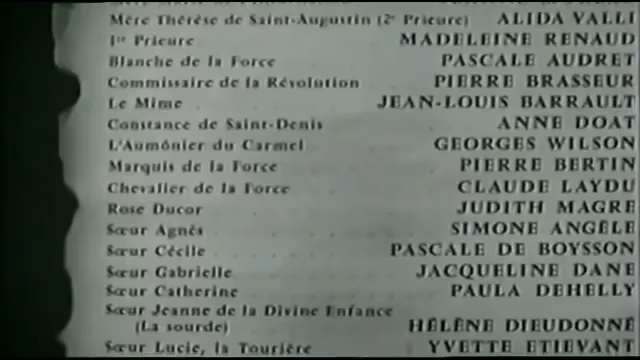 Mère Thérèse de Saint-Augustin (2e Prieure) ALIDA VALLI
1re Prieure MADELEINE RENAUD
Blanche de la Force PASCALE AUDRET
Commissaire de la Révolution PIERRE BRASSEUR
Le Mime JEAN-LOUIS BARRAULT
Constance de Saint-Denis ANNE DOAT
L'Aumônier du Carmel GEORGES WILSON
Marquis de la Force PIERRE BERTIN
Chevalier de la Force CLAUDE LAYDU
Rose Ducor JUDITH MAGRE
Sœur Agnès SIMONE ANGÈLE
Sœur Cécile PASCALE DE BOYSSON
Sœur Gabrielle JACQUELINE DANE
Sœur Catherine PAULA DEHELLY
Sœur Jeanne de la Divine Enfance
(La sourde) HÉLÈNE DIEUDONNÉ
Sœur Lucie, la Tourière YVETTE ETIEVANT